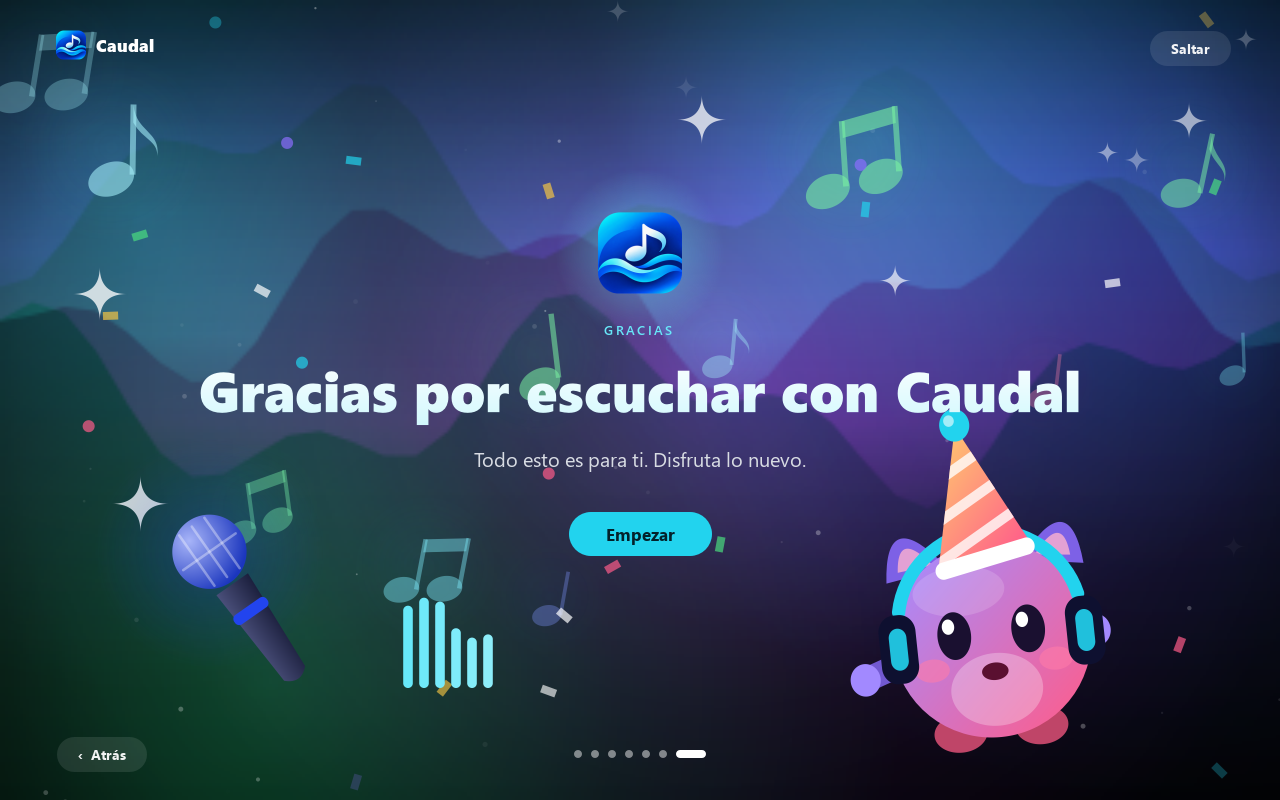 Caudal
Saltar
GRACIAS
Gracias por escuchar con Caudal
Todo esto es para ti. Disfruta lo nuevo.
Empezar
‹ Atrás